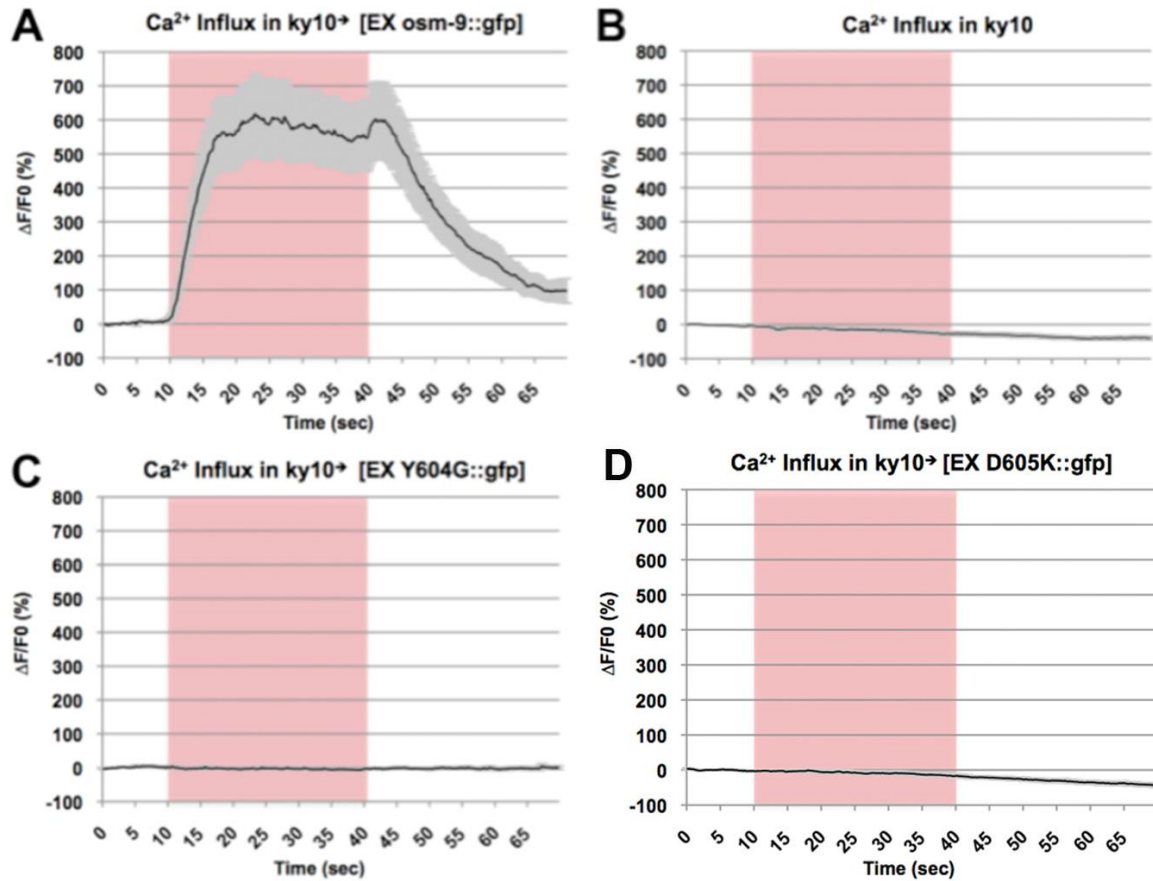 A
Ca²⁺ Influx in ky10→ [EX osm-9::gfp]
800
700
600
500
400
300
200
100
0
-100
ΔF/F0 (%)
0 5 10 15 20 25 30 35 40 45 50 55 60 65
Time (sec)
B
Ca²⁺ Influx in ky10
800
700
600
500
400
300
200
100
0
-100
ΔF/F0 (%)
0 5 10 15 20 25 30 35 40 45 50 55 60 65
Time (sec)
C
Ca²⁺ Influx in ky10→ [EX Y604G::gfp]
800
700
600
500
400
300
200
100
0
-100
ΔF/F0 (%)
0 5 10 15 20 25 30 35 40 45 50 55 60 65
Time (sec)
D
Ca²⁺ Influx in ky10→ [EX D605K::gfp]
800
700
600
500
400
300
200
100
0
-100
ΔF/F0 (%)
0 5 10 15 20 25 30 35 40 45 50 55 60 65
Time (sec)